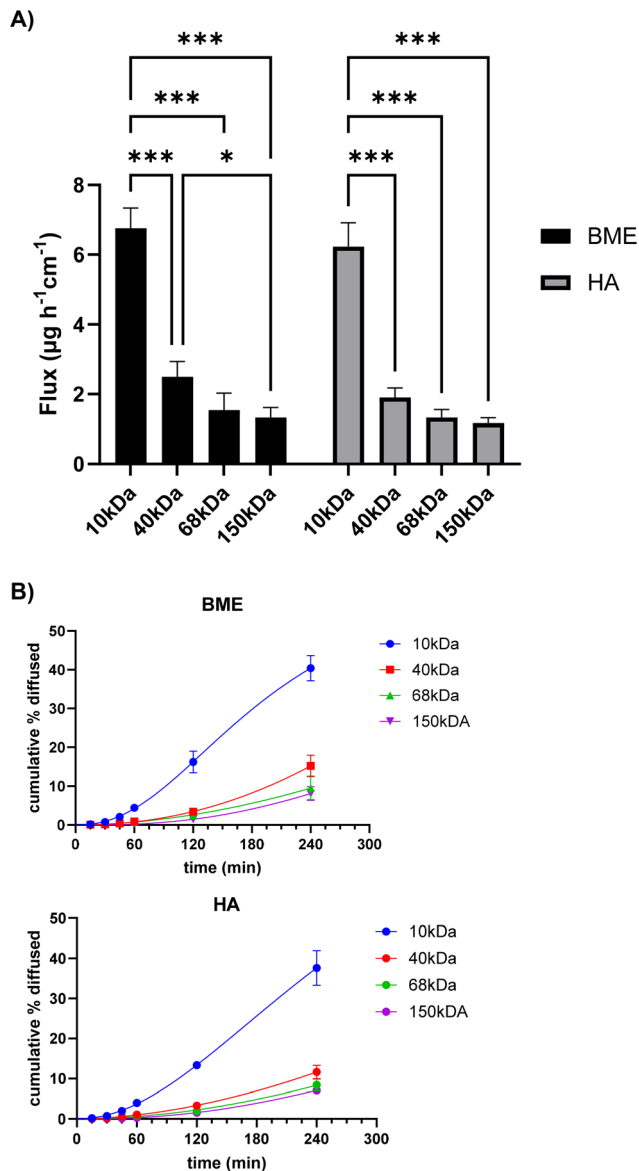 A)
***
***
***
***
***
*
***
8
6
4
2
0
Flux (µg h⁻¹cm⁻¹)
BME
HA
10kDa
40kDa
68kDa
150kDa
10kDa
40kDa
68kDa
150kDa
B)
BME
50
40
30
20
10
0
cumulative % diffused
0
60
120
180
240
300
time (min)
10kDa
40kDa
68kDa
150kDA
HA
50
40
30
20
10
0
cumulative % diffused
0
60
120
180
240
300
time (min)
10kDa
40kDa
68kDa
150kDA